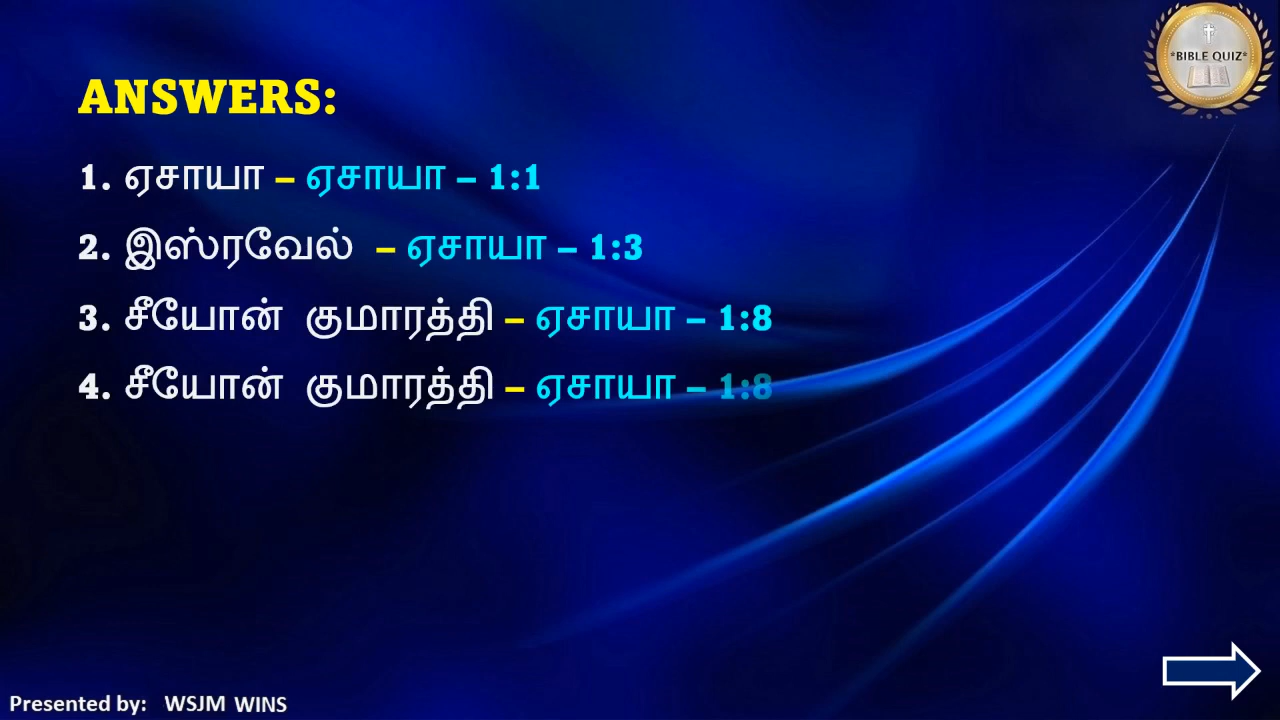 *BIBLE QUIZ*
ANSWERS:
1. ஏசாயா – ஏசாயா – 1:1
2. இஸ்ரவேல் – ஏசாயா – 1:3
3. சீயோன் குமாரத்தி – ஏசாயா – 1:8
4. சீயோன் குமாரத்தி – ஏசாயா – 1:8
Presented by: WSJM WINS